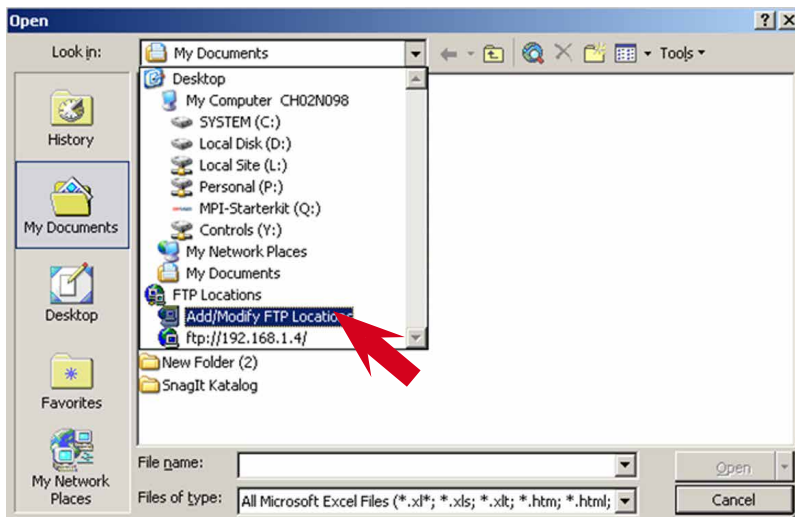 Open
Look in:
My Documents
Tools
Desktop
My Computer CH02N098
SYSTEM (C:)
Local Disk (D:)
Local Site (L:)
Personal (P:)
MPI-Starterkit (Q:)
Controls (Y:)
My Network Places
My Documents
FTP Locations
Add/Modify FTP Locations
ftp://192.168.1.4/
New Folder (2)
SnagIt Katalog
History
My Documents
Desktop
Favorites
My Network
Places
File name:
Open
Files of type:
All Microsoft Excel Files (*.xl*; *.xls; *.xlt; *.htm; *.html;
Cancel